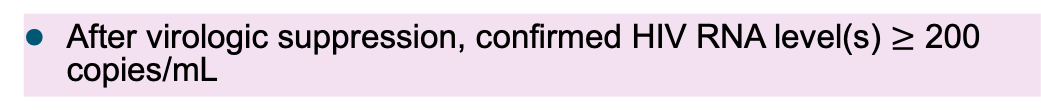 ● After virologic suppression, confirmed HIV RNA level(s) ≥ 200
copies/mL